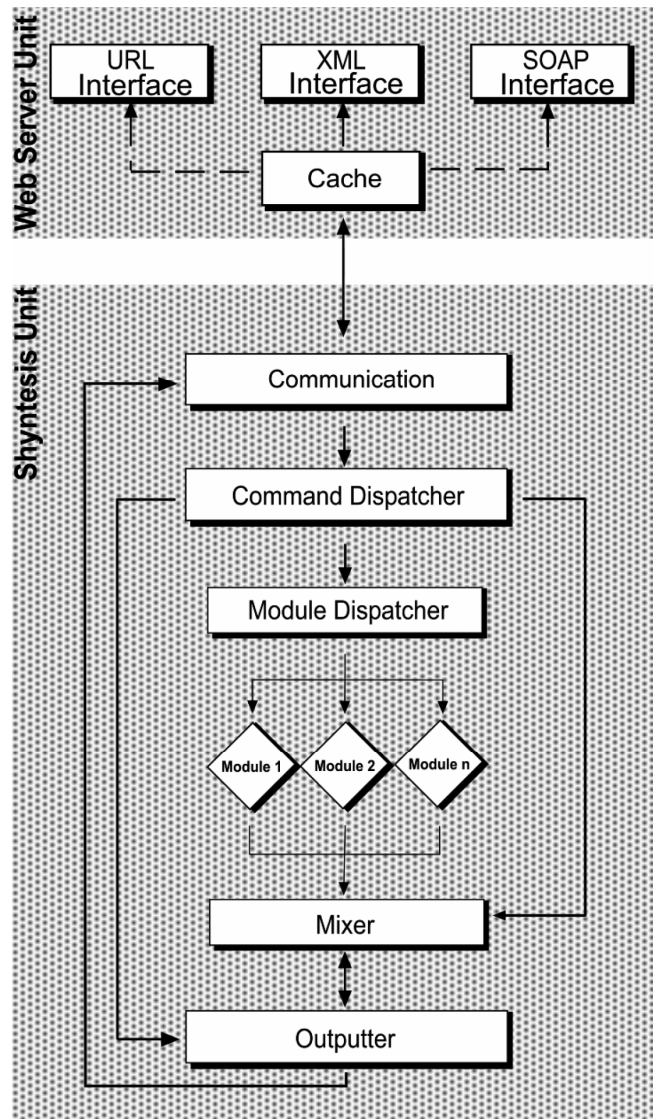 Web Server Unit
URL
Interface
XML
Interface
SOAP
Interface
Cache
Shyntesis Unit
Communication
Command Dispatcher
Module Dispatcher
Module 1
Module 2
Module n
Mixer
Outputter